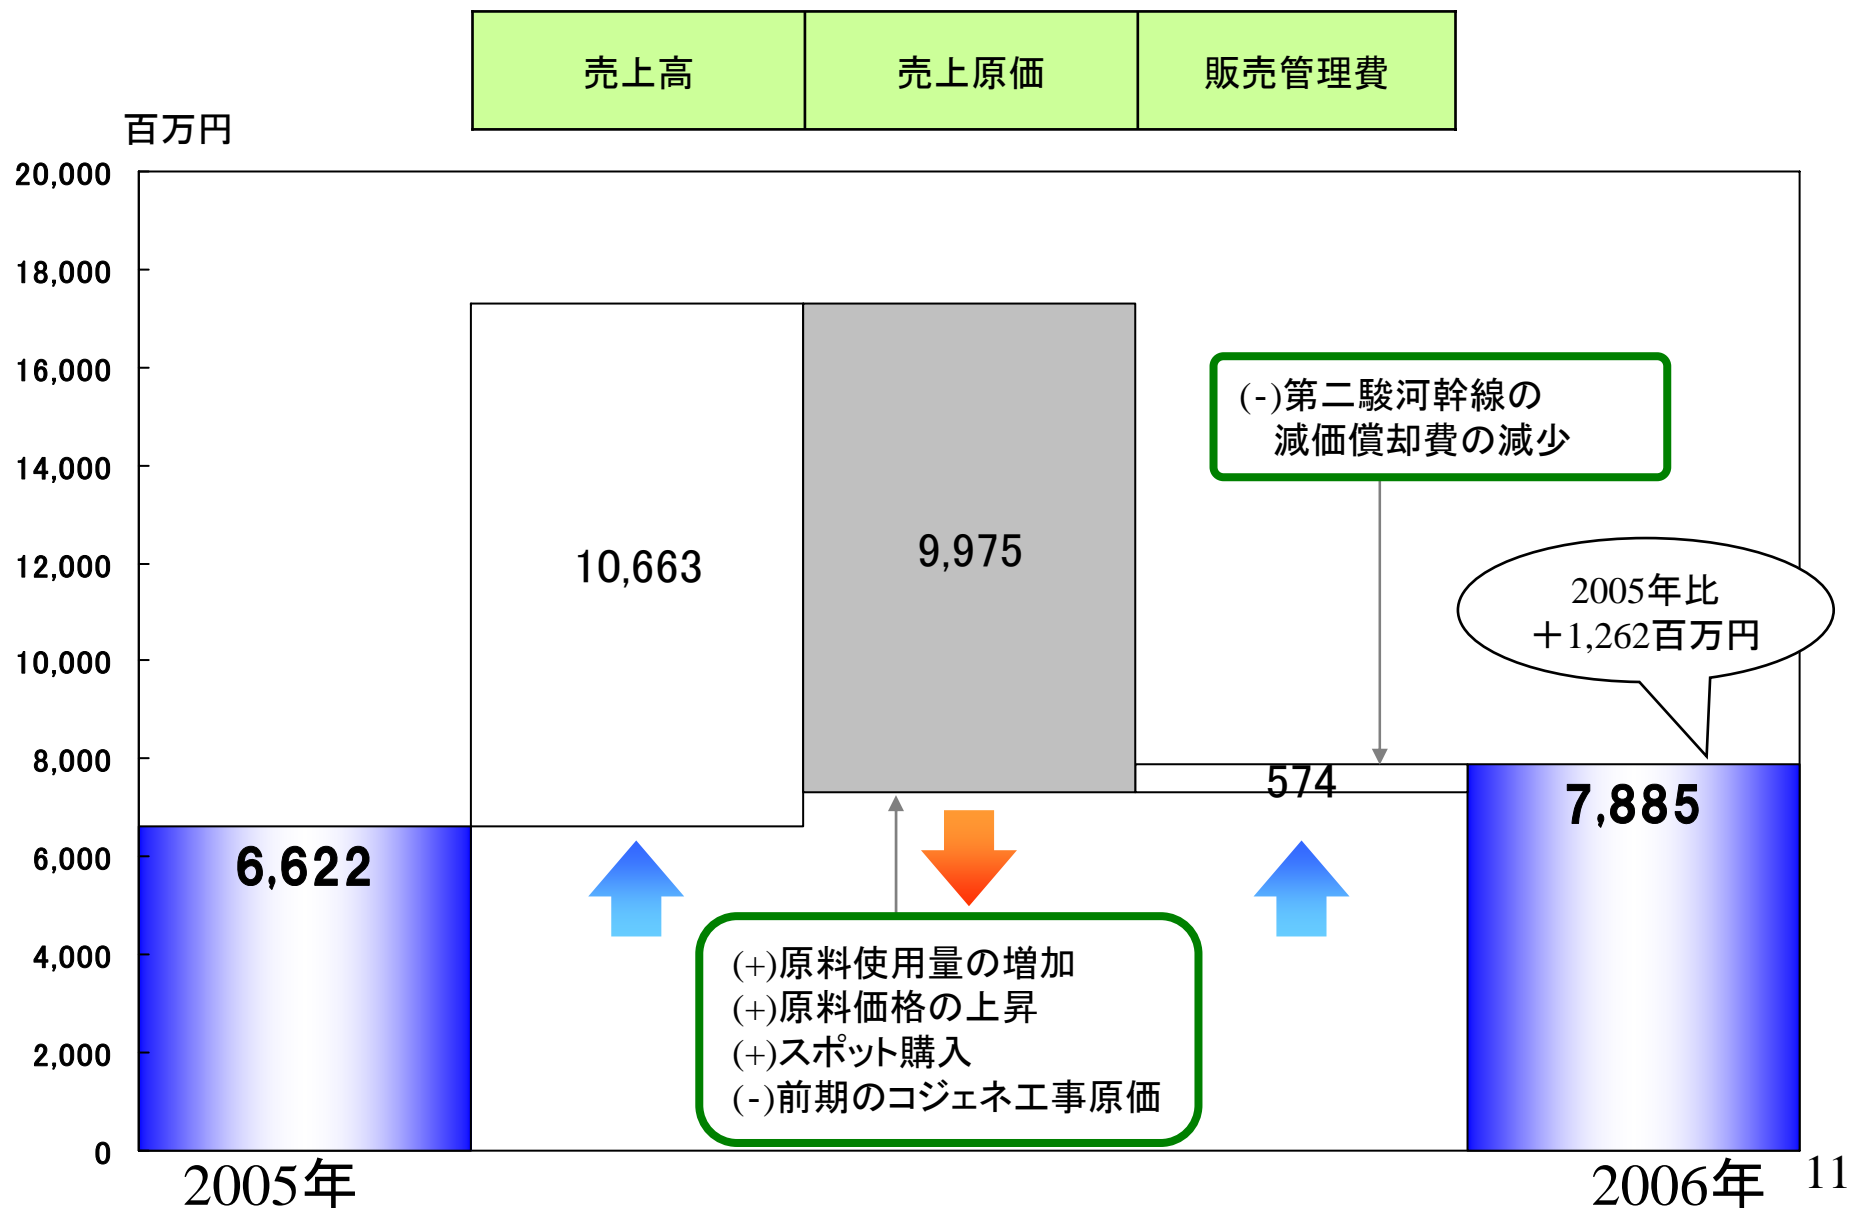 売上高
売上原価
販売管理費
百万円
20,000
18,000
16,000
14,000
12,000
10,000
8,000
6,000
4,000
2,000
0
10,663
9,975
(-)第二駿河幹線の
減価償却費の減少
2005年比
＋1,262百万円
574
6,622
7,885
(+)原料使用量の増加
(+)原料価格の上昇
(+)スポット購入
(-)前期のコジェネ工事原価
2005年
2006年
11